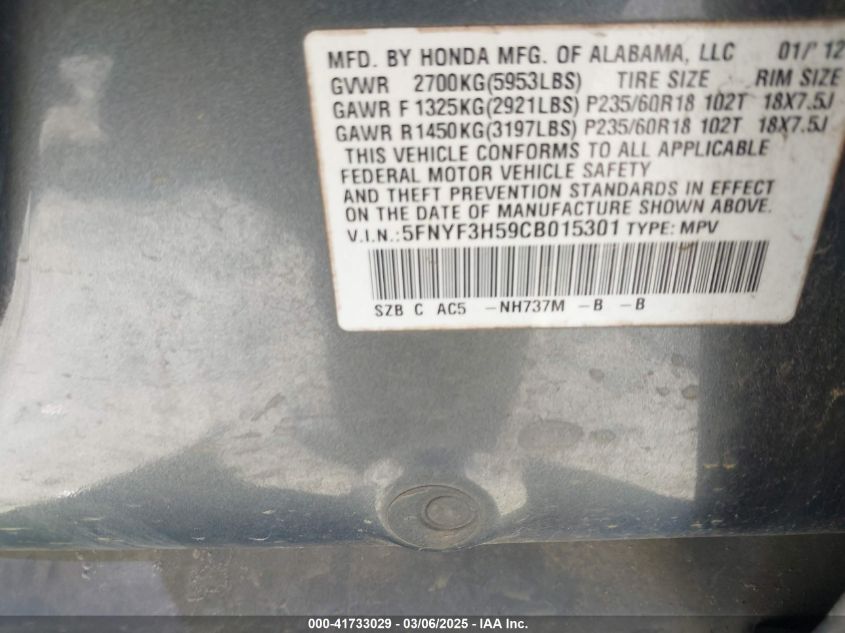 MFD. BY HONDA MFG. OF ALABAMA, LLC 01/'12
GVWR 2700KG(5953LBS) TIRE SIZE RIM SIZE
GAWR F 1325KG(2921LBS) P235/60R18 102T 18X7.5J
GAWR R1450KG(3197LBS) P235/60R18 102T 18X7.5J
THIS VEHICLE CONFORMS TO ALL APPLICABLE
FEDERAL MOTOR VEHICLE SAFETY
AND THEFT PREVENTION STANDARDS IN EFFECT
ON THE DATE OF MANUFACTURE SHOWN ABOVE.
V.I.N.:5FNYF3H59CB015301 TYPE: MPV
SZB C AC5 -NH737M -B -B
000-41733029 - 03/06/2025 - IAA Inc.